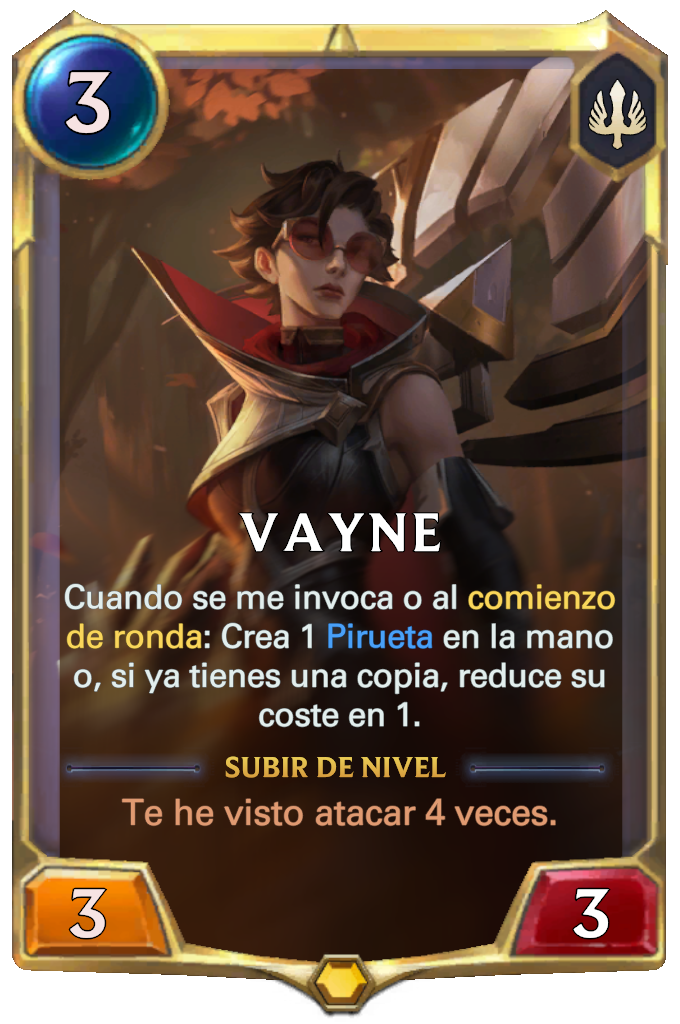 3
VAYNE
Cuando se me invoca o al comienzo
de ronda: Crea 1 Pirueta en la mano
o, si ya tienes una copia, reduce su
coste en 1.
SUBIR DE NIVEL
Te he visto atacar 4 veces.
3
3